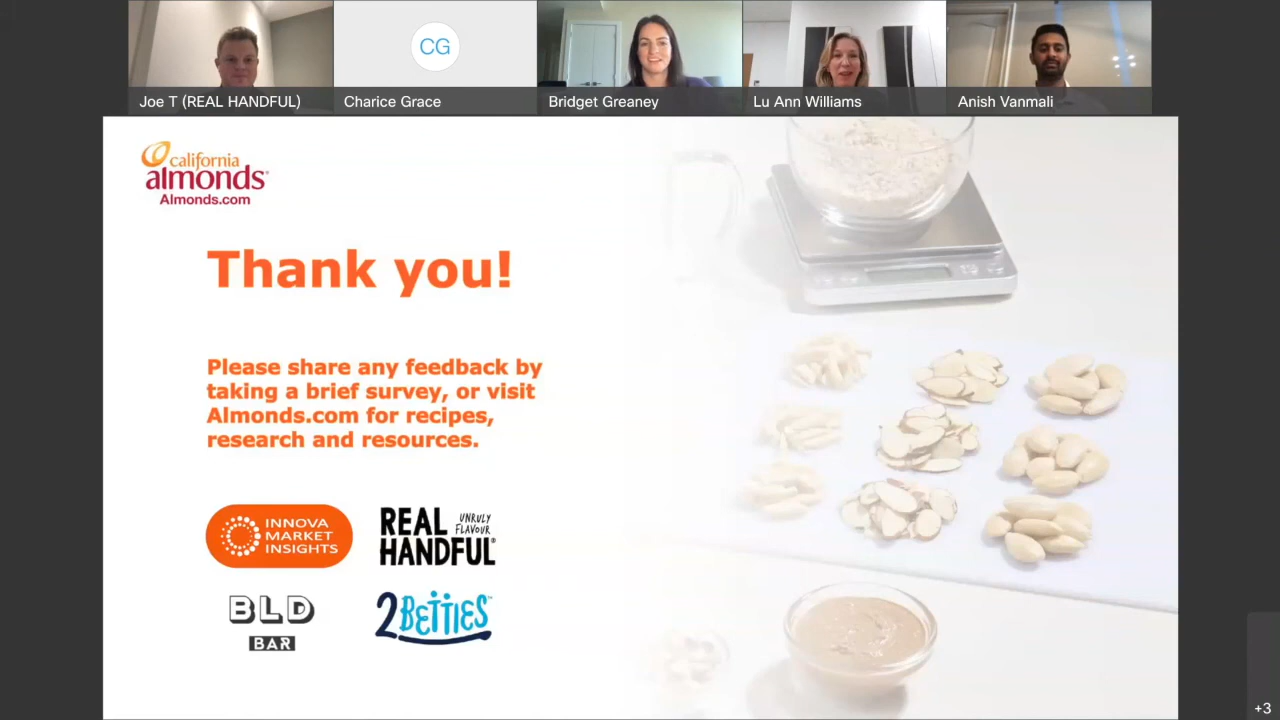 Joe T (REAL HANDFUL)
CG
Charice Grace
Bridget Greaney
Lu Ann Williams
Anish Vanmali
california
almonds®
Almonds.com
Thank you!
Please share any feedback by
taking a brief survey, or visit
Almonds.com for recipes,
research and resources.
INNOVA
MARKET
INSIGHTS
REAL
HANDFUL®
UNRULY
FLAVOUR
BLD
BAR
2BETTIES™
+3